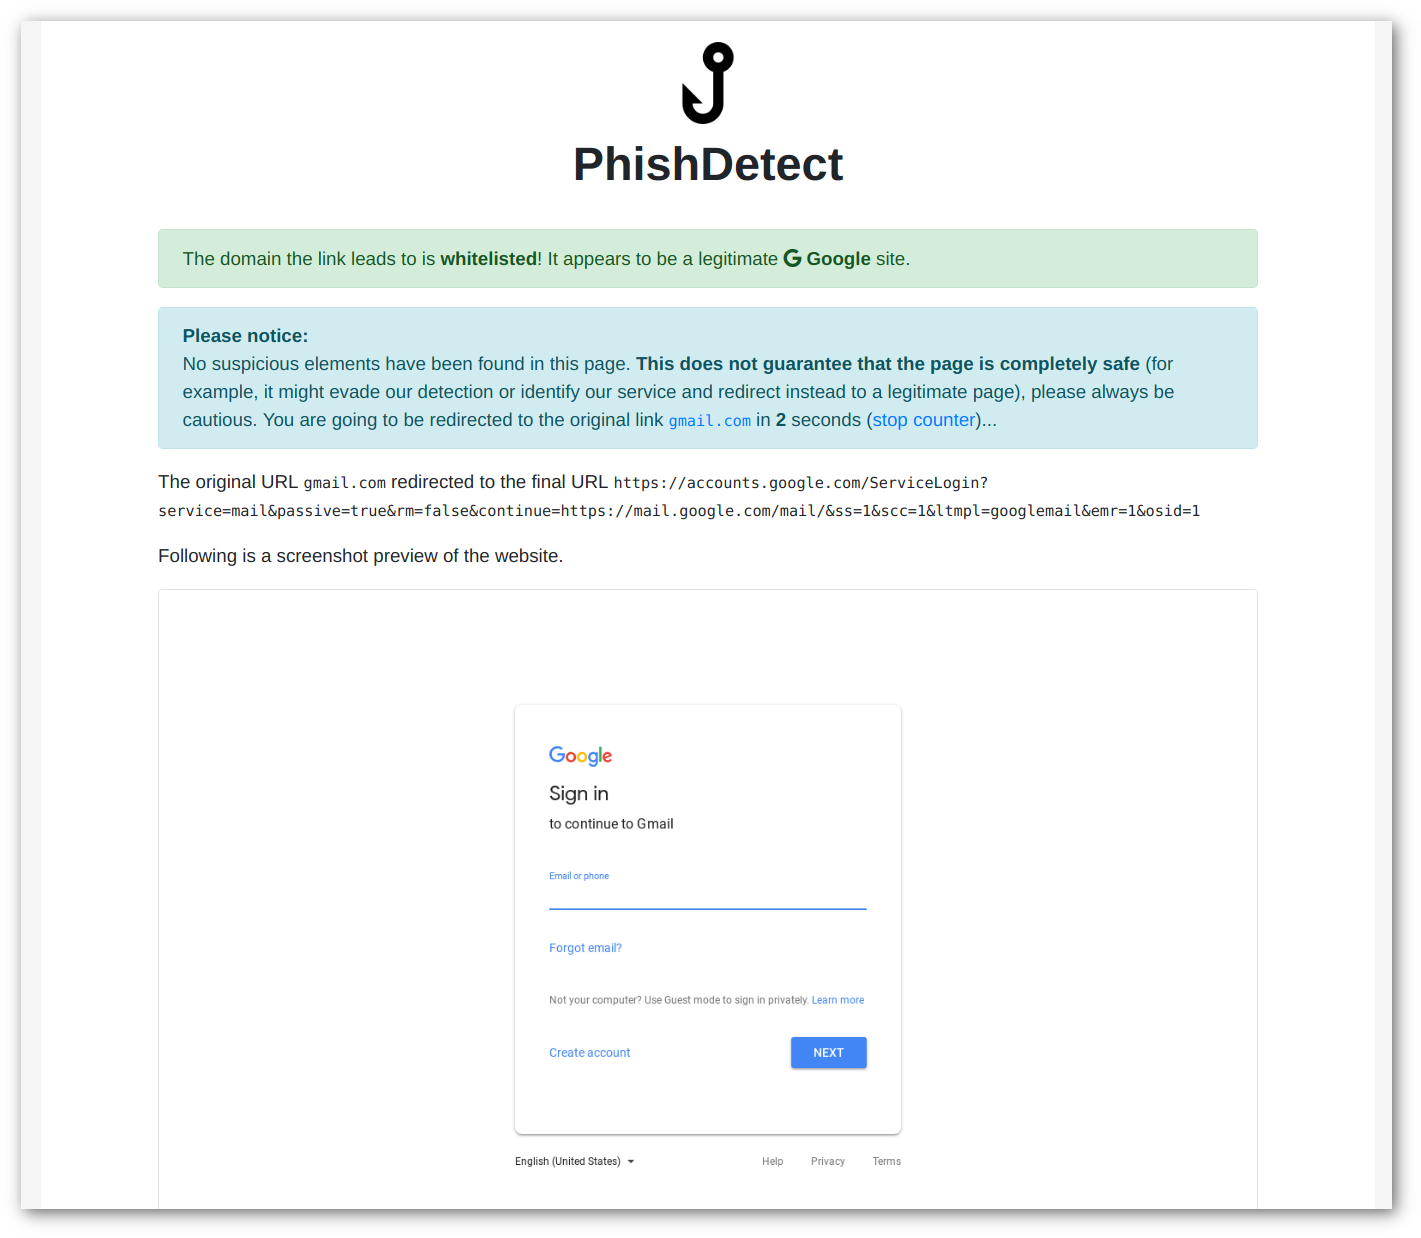 PhishDetect
The domain the link leads to is whitelisted! It appears to be a legitimate Google site.
Please notice:
No suspicious elements have been found in this page. This does not guarantee that the page is completely safe (for
example, it might evade our detection or identify our service and redirect instead to a legitimate page), please always be
cautious. You are going to be redirected to the original link gmail.com in 2 seconds (stop counter)...
The original URL gmail.com redirected to the final URL https://accounts.google.com/ServiceLogin?
service=mail&passive=true&rm=false&continue=https://mail.google.com/mail/&ss=1&scc=1&ltmpl=googlemail&emr=1&osid=1
Following is a screenshot preview of the website.
Google
Sign in
to continue to Gmail
Email or phone
Forgot email?
Not your computer? Use Guest mode to sign in privately. Learn more
Create account NEXT
English (United States) Help Privacy Terms